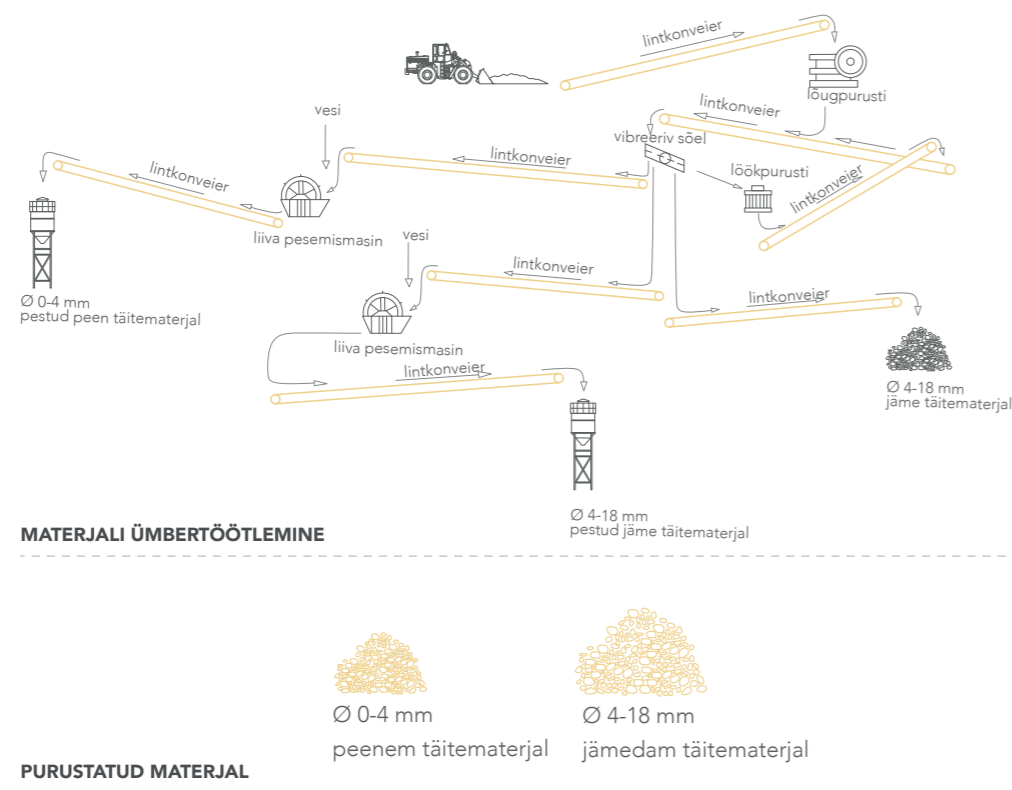 lintkonveier
lõugpurusti
lintkonveier
vesi
vibreeriv sõel
lintkonveier
löökpurusti
lintkonveier
lintkonveier
liiva pesemismasin
vesi
lintkonveier
lintkonveier
Ø 0-4 mm
pestud peen täitematerjal
liiva pesemismasin
lintkonveier
Ø 4-18 mm
jäme täitematerjal
Ø 4-18 mm
pestud jäme täitematerjal
MATERJALI ÜMBERTÖÖTLEMINE
Ø 0-4 mm
peenem täitematerjal
Ø 4-18 mm
jämedam täitematerjal
PURUSTATUD MATERJAL